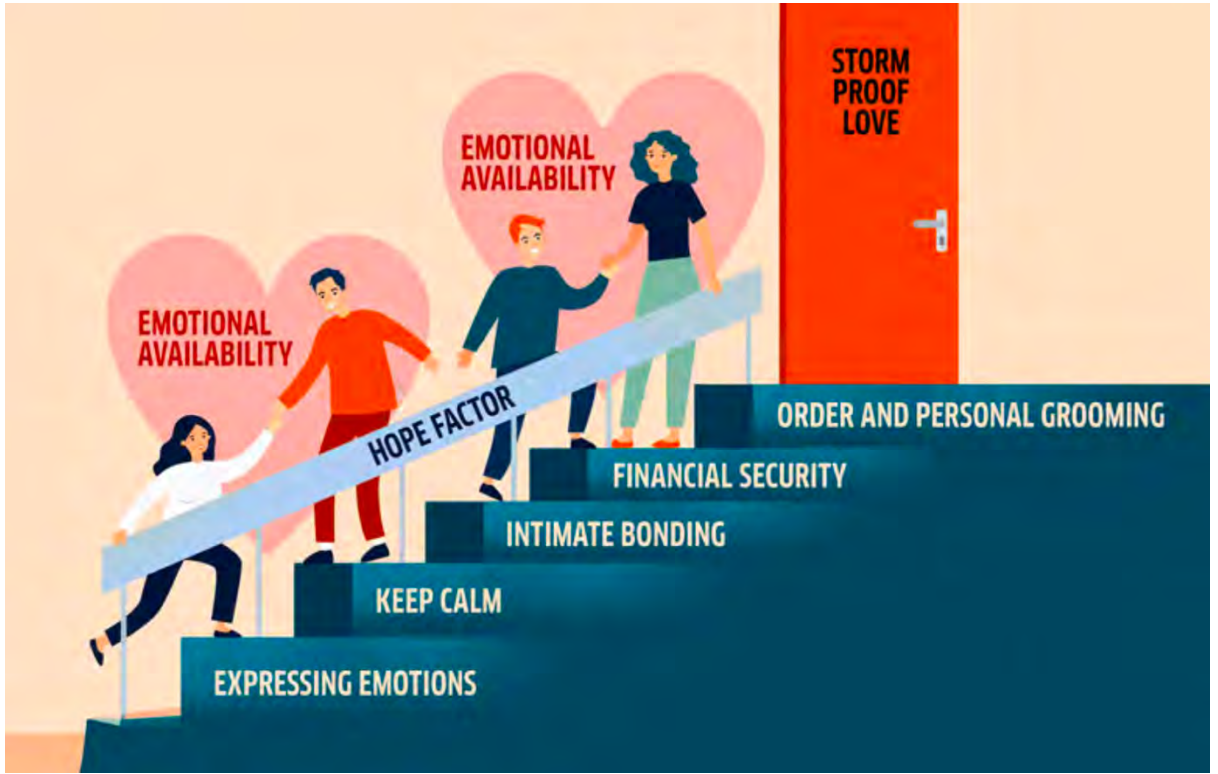 STORM
PROOF
LOVE
EMOTIONAL
AVAILABILITY
EMOTIONAL
AVAILABILITY
HOPE FACTOR
ORDER AND PERSONAL GROOMING
FINANCIAL SECURITY
INTIMATE BONDING
KEEP CALM
EXPRESSING EMOTIONS